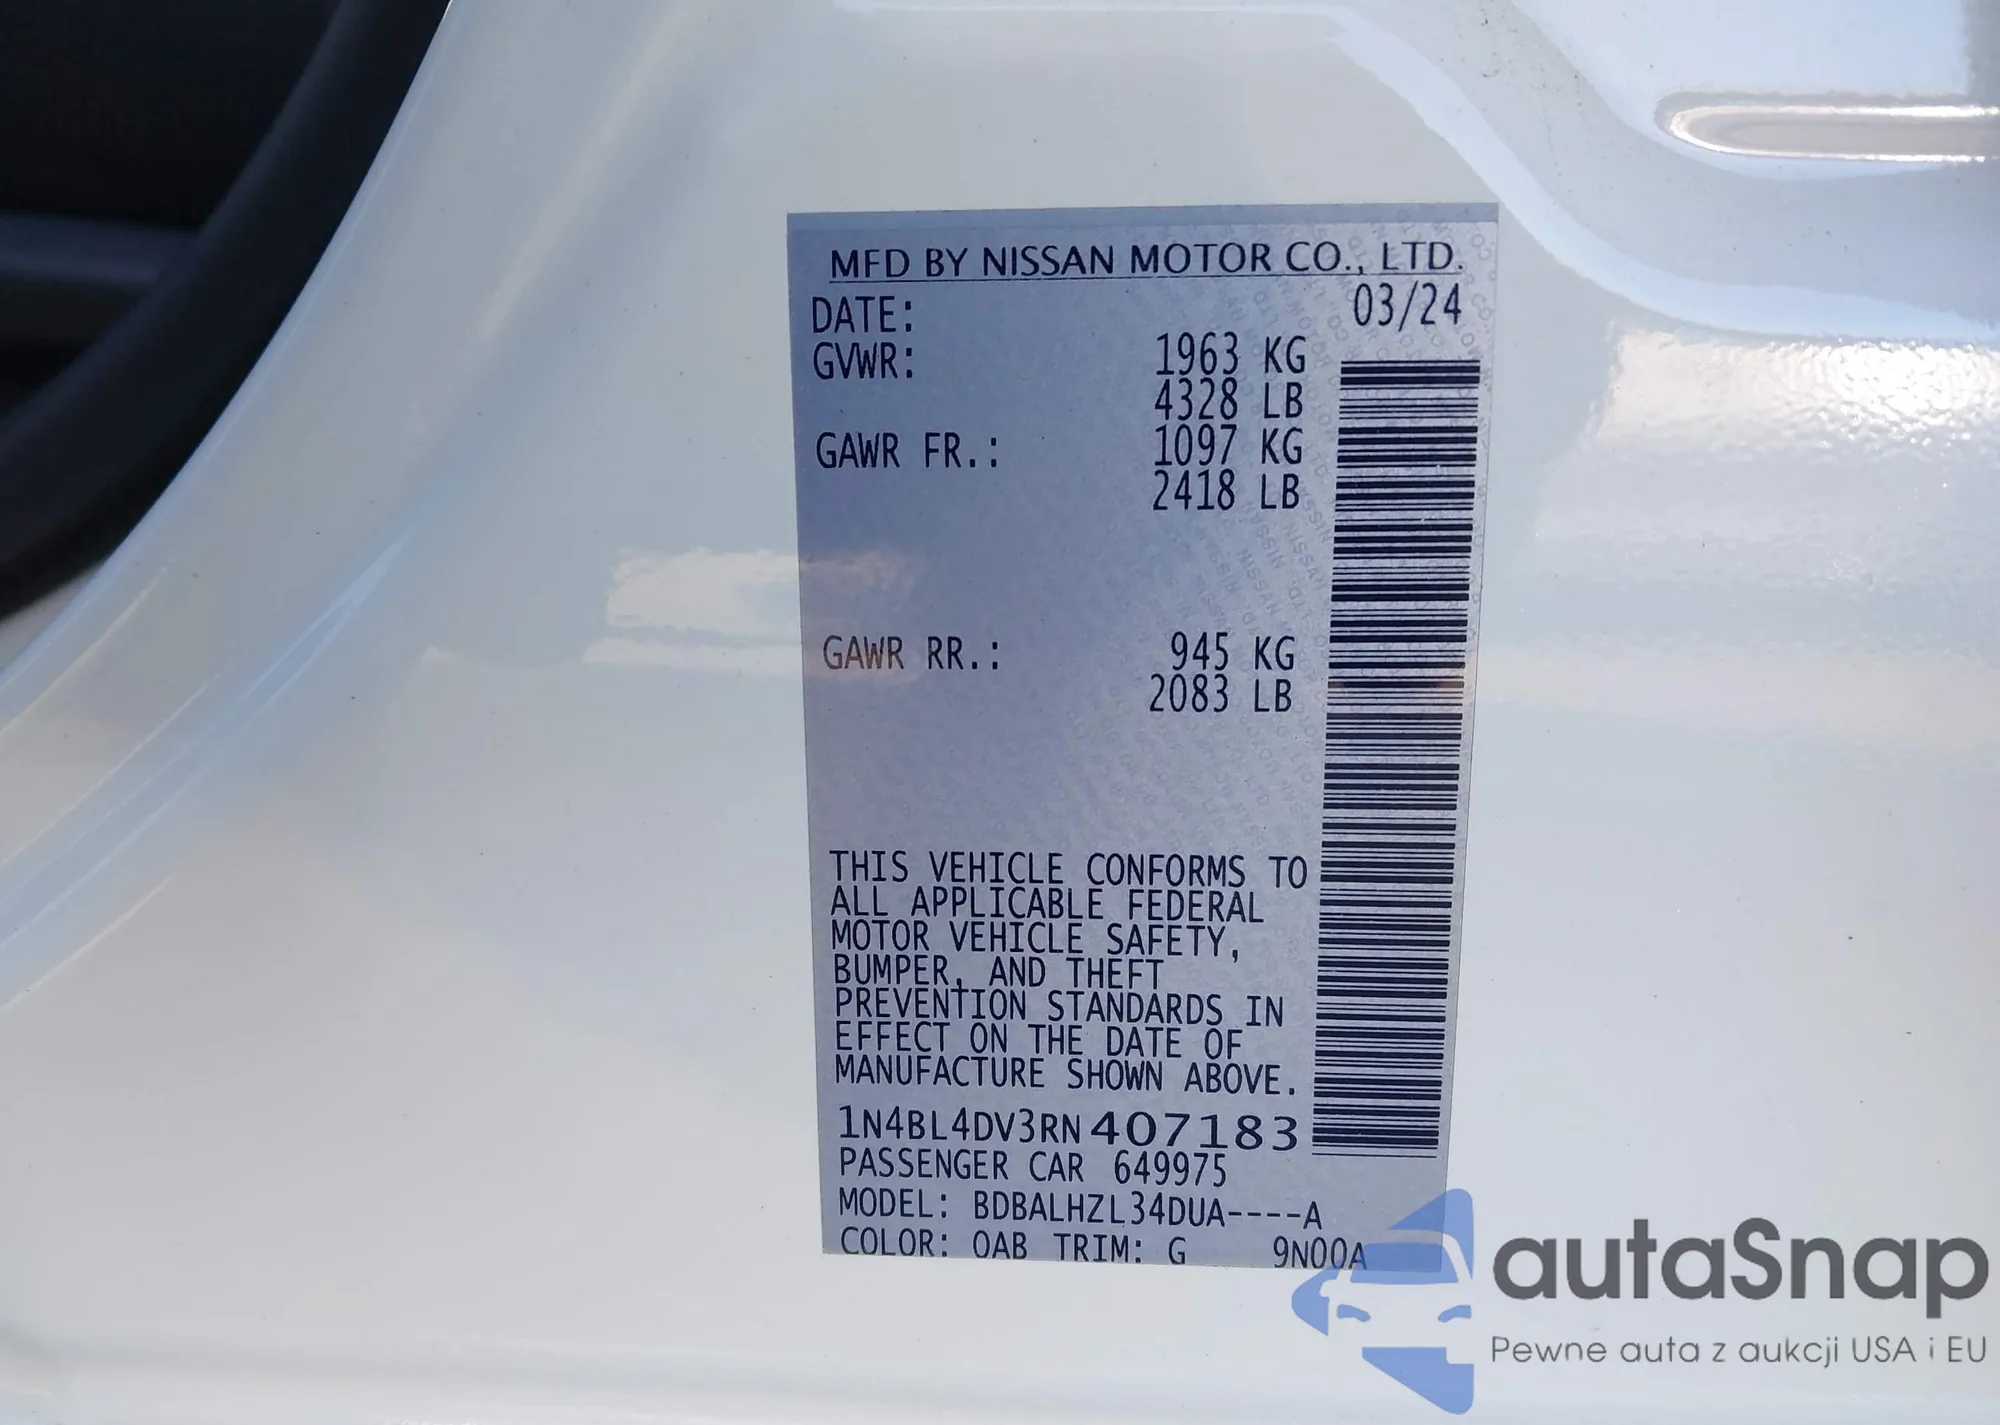 MFD BY NISSAN MOTOR CO., LTD.
DATE: 03/24
GVWR: 1963 KG
4328 LB
GAWR FR.: 1097 KG
2418 LB
GAWR RR.: 945 KG
2083 LB
THIS VEHICLE CONFORMS TO
ALL APPLICABLE FEDERAL
MOTOR VEHICLE SAFETY,
BUMPER, AND THEFT
PREVENTION STANDARDS IN
EFFECT ON THE DATE OF
MANUFACTURE SHOWN ABOVE.
1N4BL4DV3RN407183
PASSENGER CAR 649975
MODEL: BDBALHZL34DUA----A
COLOR: QAB TRIM: G 9N00A
autaSnap
Pewne auta z aukcji USA i EU